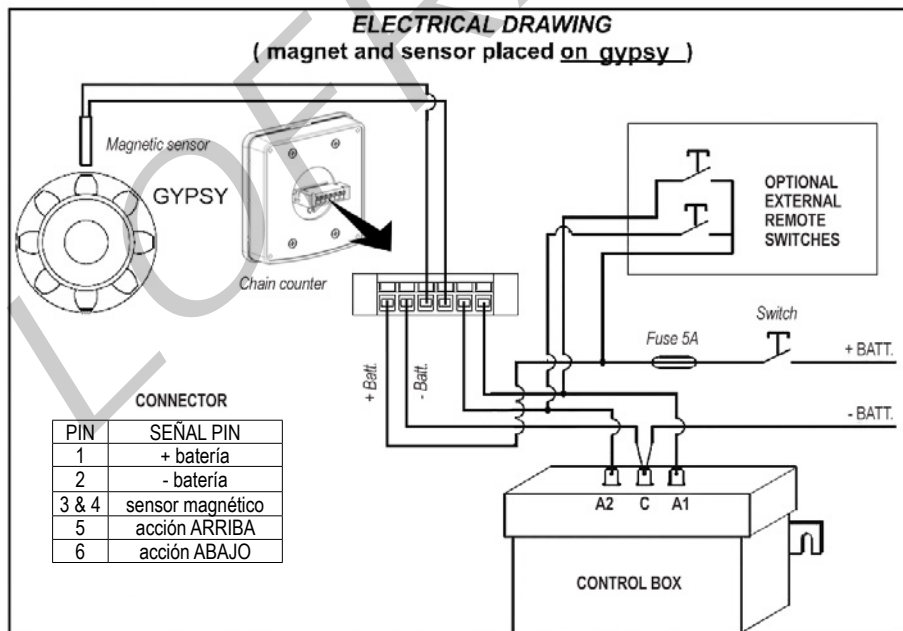 ELECTRICAL DRAWING
( magnet and sensor placed on gypsy )
Magnetic sensor
GYPSY
Chain counter
OPTIONAL
EXTERNAL
REMOTE
SWITCHES
Fuse 5A
Switch
+ BATT.
- BATT.
+ Batt.
- Batt.
CONNECTOR
PIN SEÑAL PIN
1 + batería
2 - batería
3 & 4 sensor magnético
5 acción ARRIBA
6 acción ABAJO
A2 C A1
CONTROL BOX